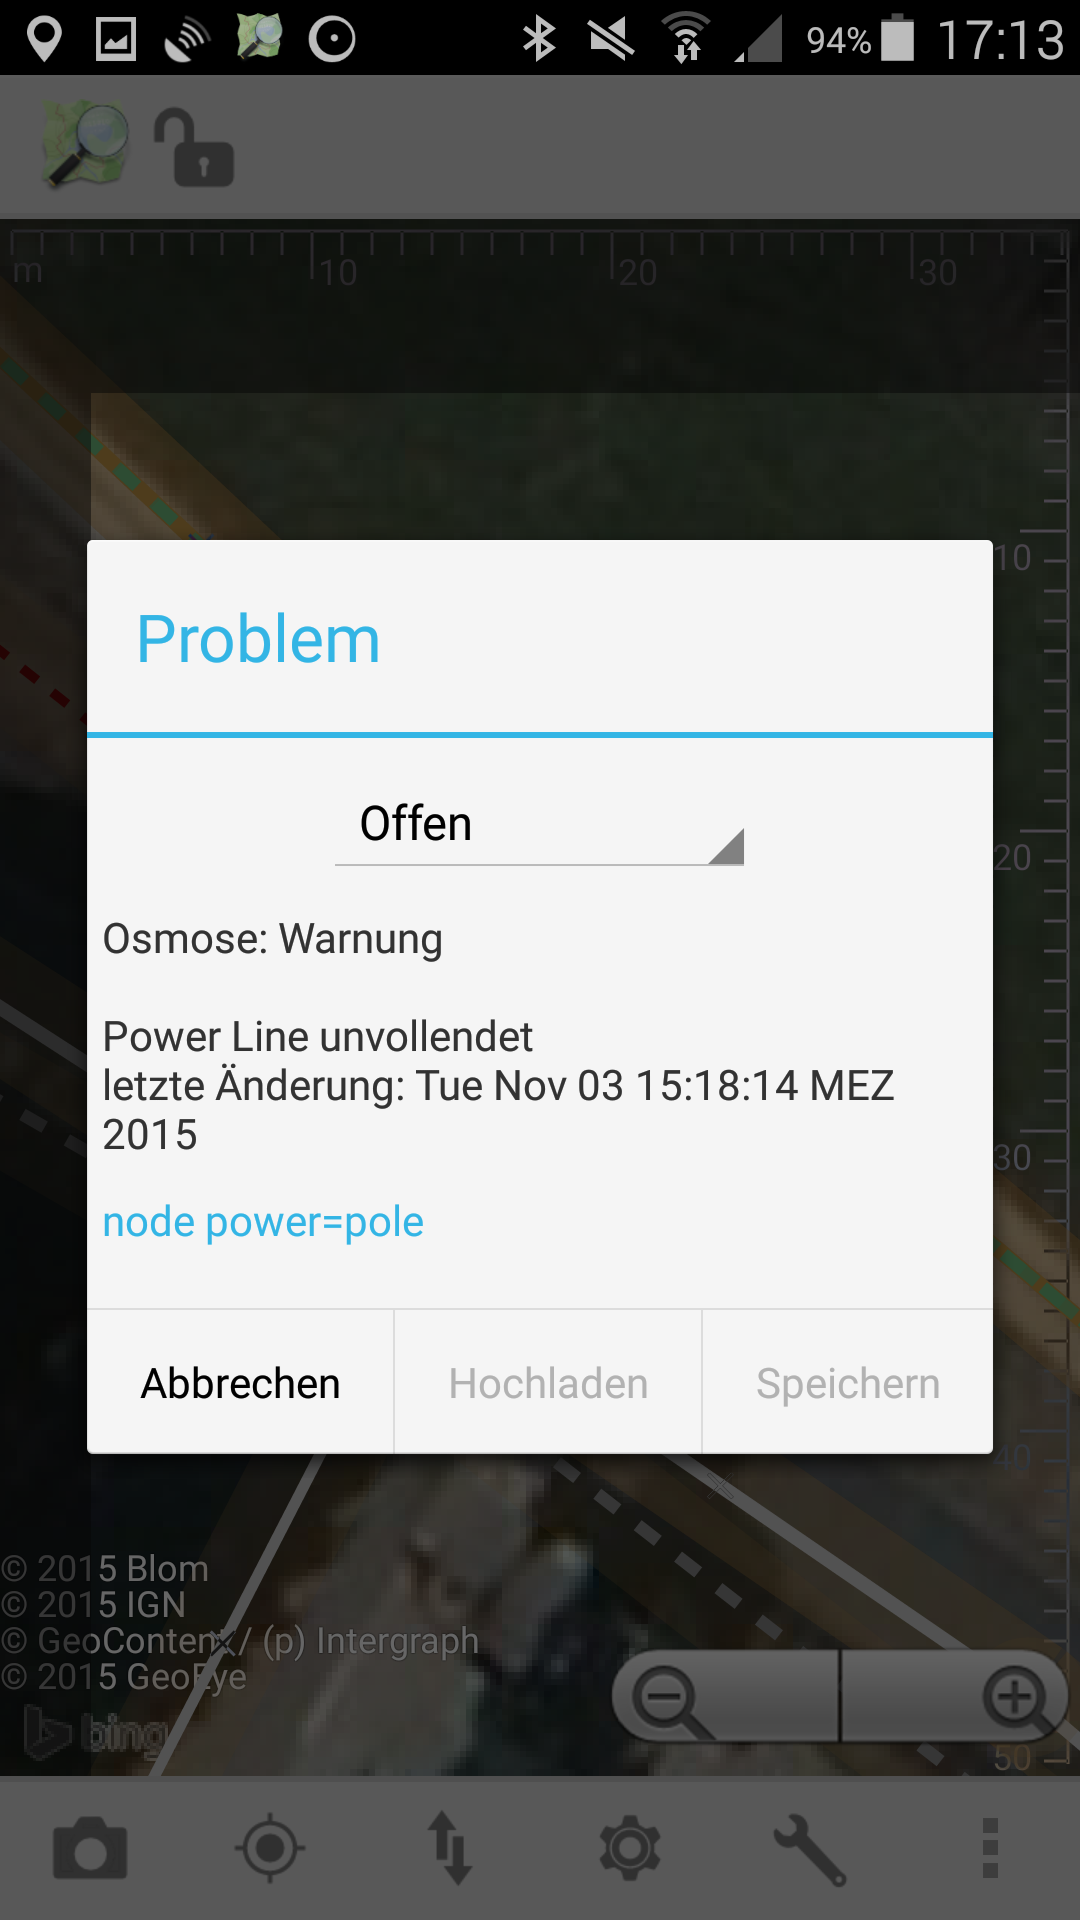 94% 17:13
m 10 20 30
10
Problem
Offen
20
Osmose: Warnung
Power Line unvollendet
letzte Änderung: Tue Nov 03 15:18:14 MEZ
2015
30
node power=pole
Abbrechen Hochladen Speichern
40
© 2015 Blom
© 2015 IGN
© GeoContent / (p) Intergraph
© 2015 GeoEye
bing
50